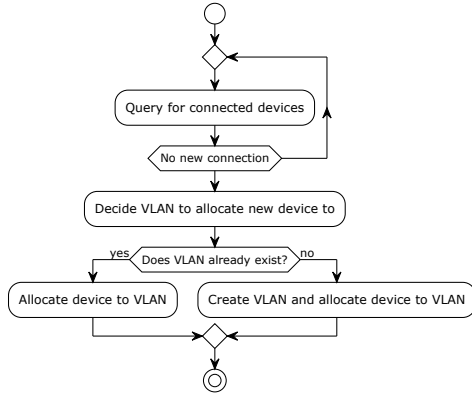 Query for connected devices
No new connection
Decide VLAN to allocate new device to
yes
Does VLAN already exist?
no
Allocate device to VLAN
Create VLAN and allocate device to VLAN